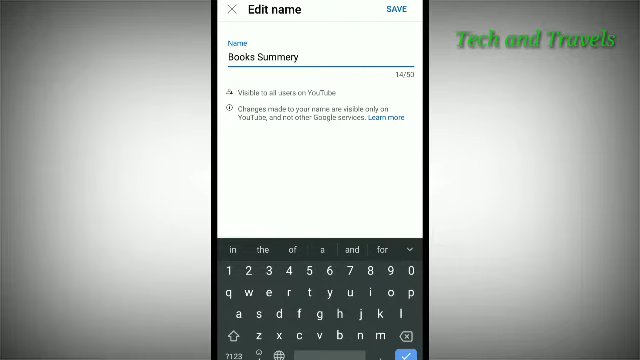 Edit name
SAVE
Tech and Travels
Name
Books Summery
14/50
Visible to all users on YouTube
Changes made to your name are visible only on
YouTube, and not other Google services. Learn more
in the of a and for
1 2 3 4 5 6 7 8 9 0
q w e r t y u i o p
a s d f g h j k l
z x c v b n m
?123